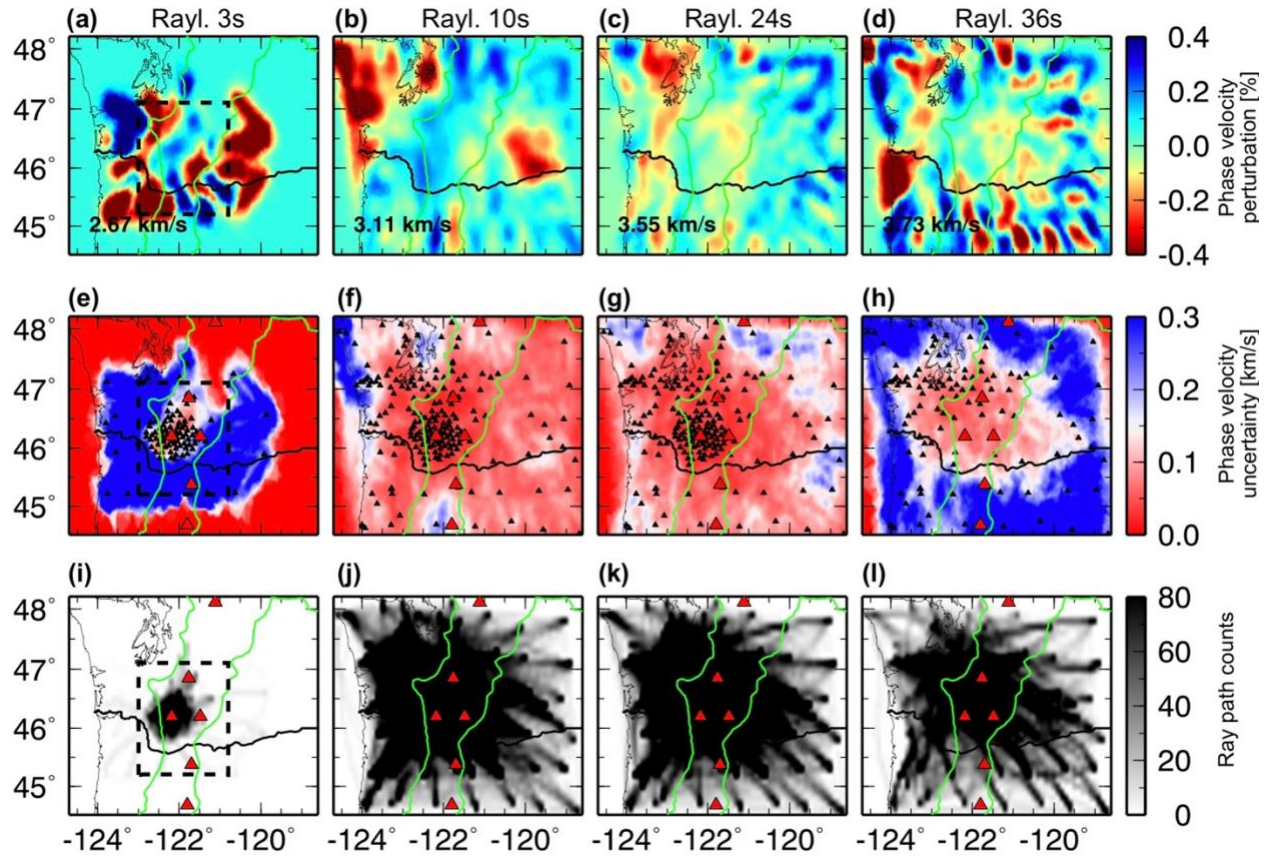 (a) Rayl. 3s (b) Rayl. 10s (c) Rayl. 24s (d) Rayl. 36s
48° 47° 46° 45°
2.67 km/s 3.11 km/s 3.55 km/s 3.73 km/s
0.4 0.2 0.0 -0.2 -0.4
Phase velocity
perturbation [%]
(e) (f) (g) (h)
48° 47° 46° 45°
0.3 0.2 0.1 0.0
Phase velocity
uncertainty [km/s]
(i) (j) (k) (l)
48° 47° 46° 45°
80 60 40 20 0
Ray path counts
-124° -122° -120° -124° -122° -120° -124° -122° -120° -124° -122° -120°